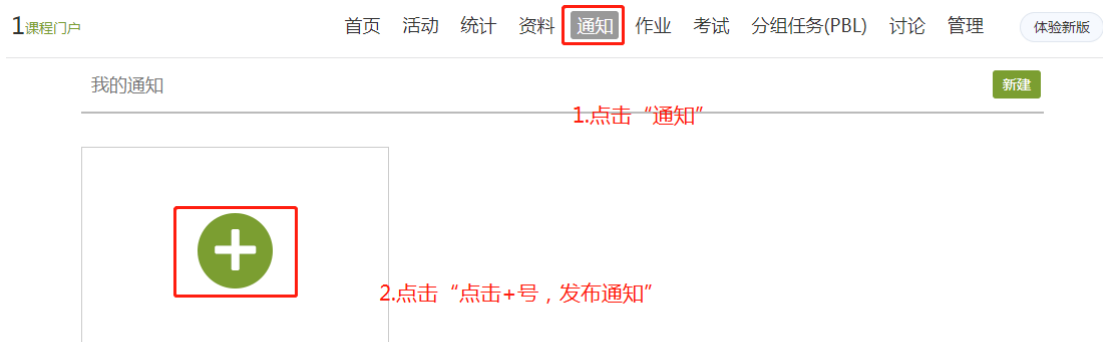 1课程门户 首页 活动 统计 资料 通知 作业 考试 分组任务(PBL) 讨论 管理 体验新版
我的通知 新建
1.点击“通知”
2.点击“点击+号，发布通知”